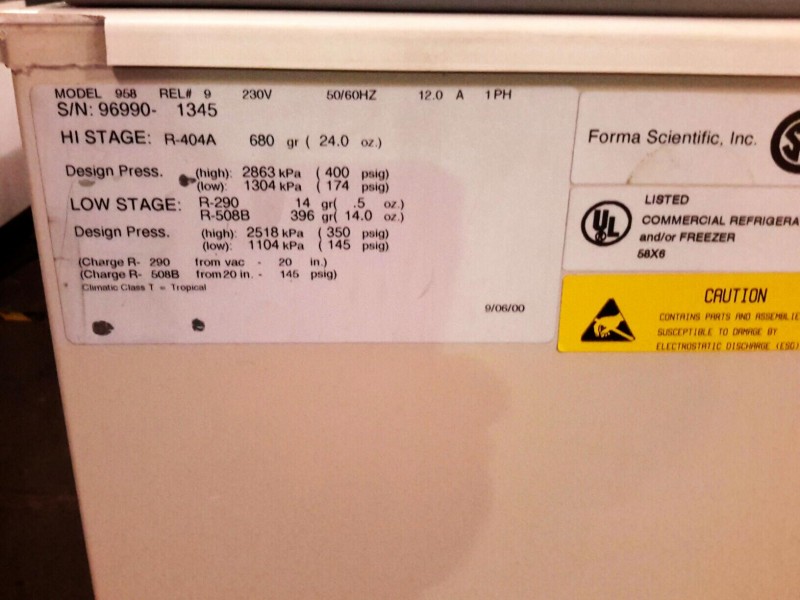 MODEL 958 REL# 9 230V 50/60HZ 12.0 A 1PH
S/N: 96990- 1345
HI STAGE: R-404A 680 gr ( 24.0 oz.)
Design Press. (high): 2863 kPa ( 400 psig)
(low): 1304 kPa ( 174 psig)
LOW STAGE: R-290 14 gr( .5 oz.)
R-508B 396 gr( 14.0 oz.)
Design Press. (high): 2518 kPa ( 350 psig)
(low): 1104 kPa ( 145 psig)
(Charge R- 290 from vac - 20 in.)
(Charge R- 508B from 20 in. - 145 psig)
Climatic Class T = Tropical
9/06/00
Forma Scientific, Inc.
UL
LISTED
COMMERCIAL REFRIGERA
and/or FREEZER
58X6
CAUTION
CONTAINS PARTS AND ASSEMBLIE
SUSCEPTIBLE TO DAMAGE BY
ELECTROSTATIC DISCHARGE (ESD)